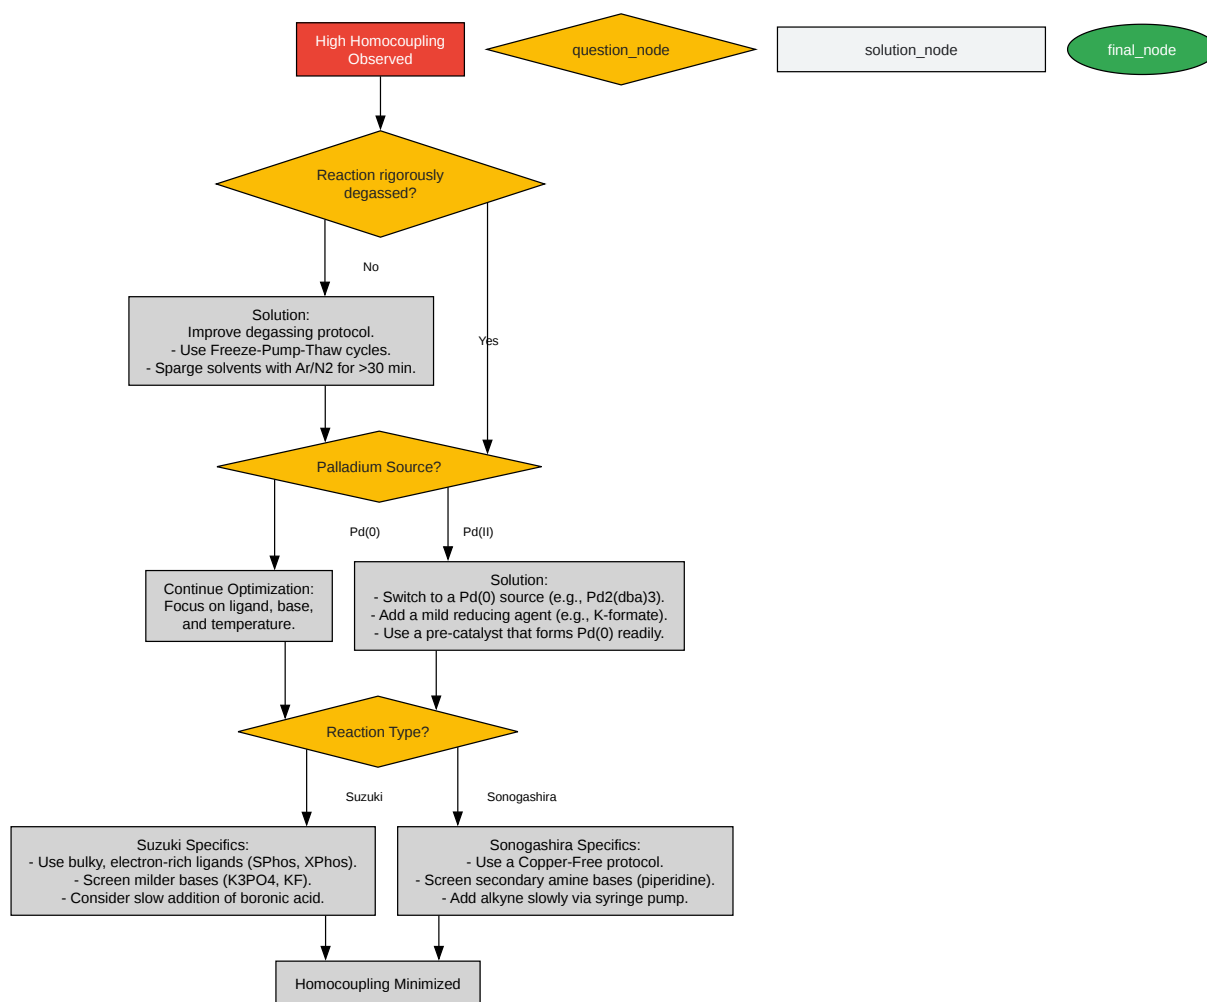 High Homocoupling
Observed
question_node
solution_node
final_node
Reaction rigorously
degassed?
No
Yes
Solution:
Improve degassing protocol.
- Use Freeze-Pump-Thaw cycles.
- Sparge solvents with Ar/N2 for >30 min.
Palladium Source?
Pd(0)
Pd(II)
Continue Optimization:
Focus on ligand, base,
and temperature.
Solution:
- Switch to a Pd(0) source (e.g., Pd2(dba)3).
- Add a mild reducing agent (e.g., K-formate).
- Use a pre-catalyst that forms Pd(0) readily.
Reaction Type?
Suzuki
Sonogashira
Suzuki Specifics:
- Use bulky, electron-rich ligands (SPhos, XPhos).
- Screen milder bases (K3PO4, KF).
- Consider slow addition of boronic acid.
Sonogashira Specifics:
- Use a Copper-Free protocol.
- Screen secondary amine bases (piperidine).
- Add alkyne slowly via syringe pump.
Homocoupling Minimized